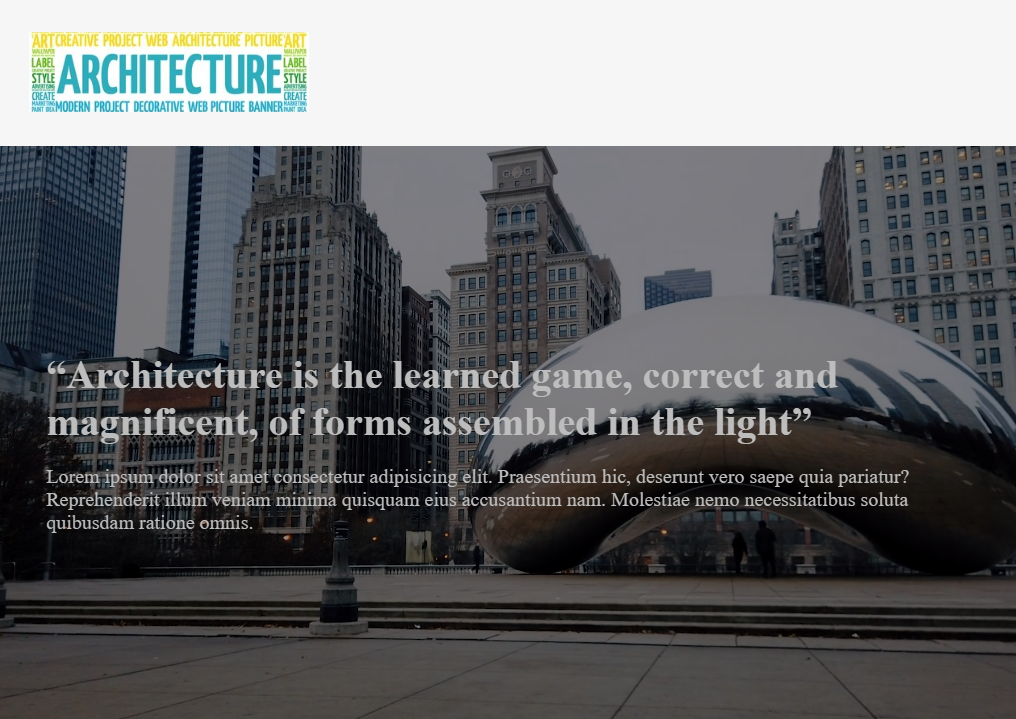 ART CREATIVE PROJECT WEB ARCHITECTURE PICTURE ART
WALLPAPER WALLPAPER
LABEL LABEL
STYLE ARCHITECTURE STYLE
ADVERTISING ADVERTISING
CREATE CREATE
MARKETING MARKETING
PAINT IDEA MODERN PROJECT DECORATIVE WEB PICTURE BANNER PAINT IDEA
“Architecture is the learned game, correct and
magnificent, of forms assembled in the light”
Lorem ipsum dolor sit amet consectetur adipisicing elit. Praesentium hic, deserunt vero saepe quia pariatur?
Reprehenderit illum veniam minima quisquam eius accusantium nam. Molestiae nemo necessitatibus soluta
quibusdam ratione omnis.